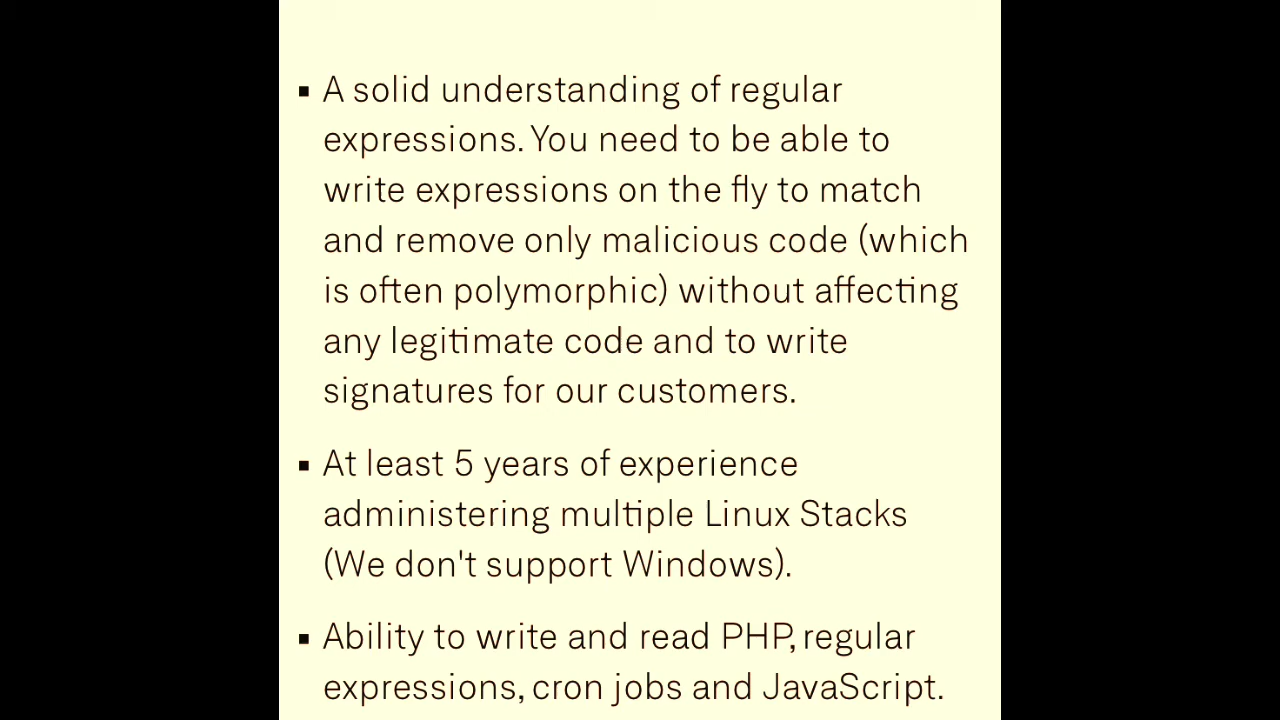 ▪ A solid understanding of regular
expressions. You need to be able to
write expressions on the fly to match
and remove only malicious code (which
is often polymorphic) without affecting
any legitimate code and to write
signatures for our customers.
▪ At least 5 years of experience
administering multiple Linux Stacks
(We don't support Windows).
▪ Ability to write and read PHP, regular
expressions, cron jobs and JavaScript.